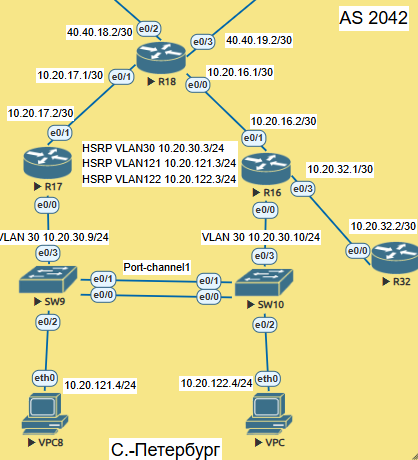 AS 2042
e0/2
40.40.18.2/30
e0/3
40.40.19.2/30
R18
10.20.17.1/30
e0/1
e0/0
10.20.16.1/30
10.20.17.2/30
10.20.16.2/30
e0/1
e0/1
HSRP VLAN30 10.20.30.3/24
HSRP VLAN121 10.20.121.3/24
HSRP VLAN122 10.20.122.3/24
R17
R16
10.20.32.1/30
e0/3
e0/0
e0/0
10.20.32.2/30
VLAN 30 10.20.30.9/24
VLAN 30 10.20.30.10/24
e0/0
R32
e0/3
e0/3
Port-channel1
e0/1
e0/1
e0/0
e0/0
SW9
SW10
e0/2
e0/2
eth0
10.20.121.4/24
10.20.122.4/24
eth0
VPC8
VPC
С.-Петербург